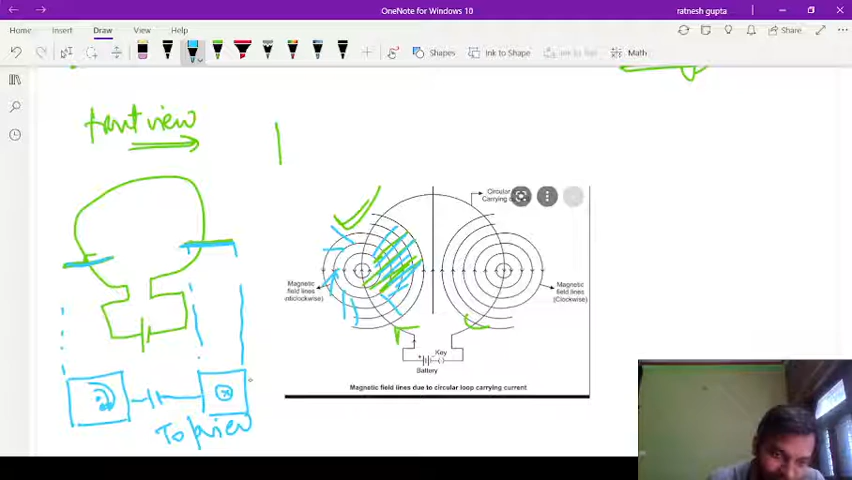 OneNote for Windows 10
ratnesh gupta
Home Insert Draw View Help
Share
Shapes
Ink to Shape
Math
front view
Circular
Carrying
Magnetic
field lines
Magnetic
field lines
(Clockwise)
Key
Battery
Magnetic field lines due to circular loop carrying current
Top view